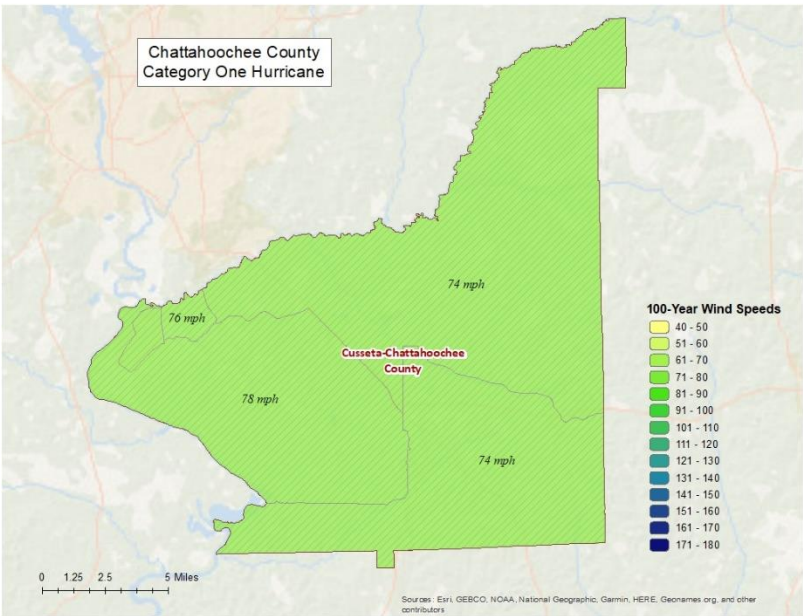 Chattahoochee County
Category One Hurricane
74 mph
76 mph
Cusseta-Chattahoochee
County
78 mph
74 mph
100-Year Wind Speeds
40 - 50
51 - 60
61 - 70
71 - 80
81 - 90
91 - 100
101 - 110
111 - 120
121 - 130
131 - 140
141 - 150
151 - 160
161 - 170
171 - 180
0 1.25 2.5 5 Miles
Sources: Esri, GEBCO, NOAA, National Geographic, Garmin, HERE, Geonames.org, and other
contributors